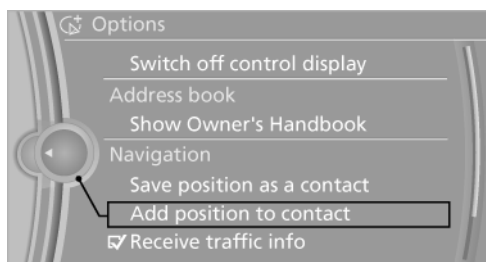 Options
Switch off control display
Address book
Show Owner's Handbook
Navigation
Save position as a contact
Add position to contact
Receive traffic info